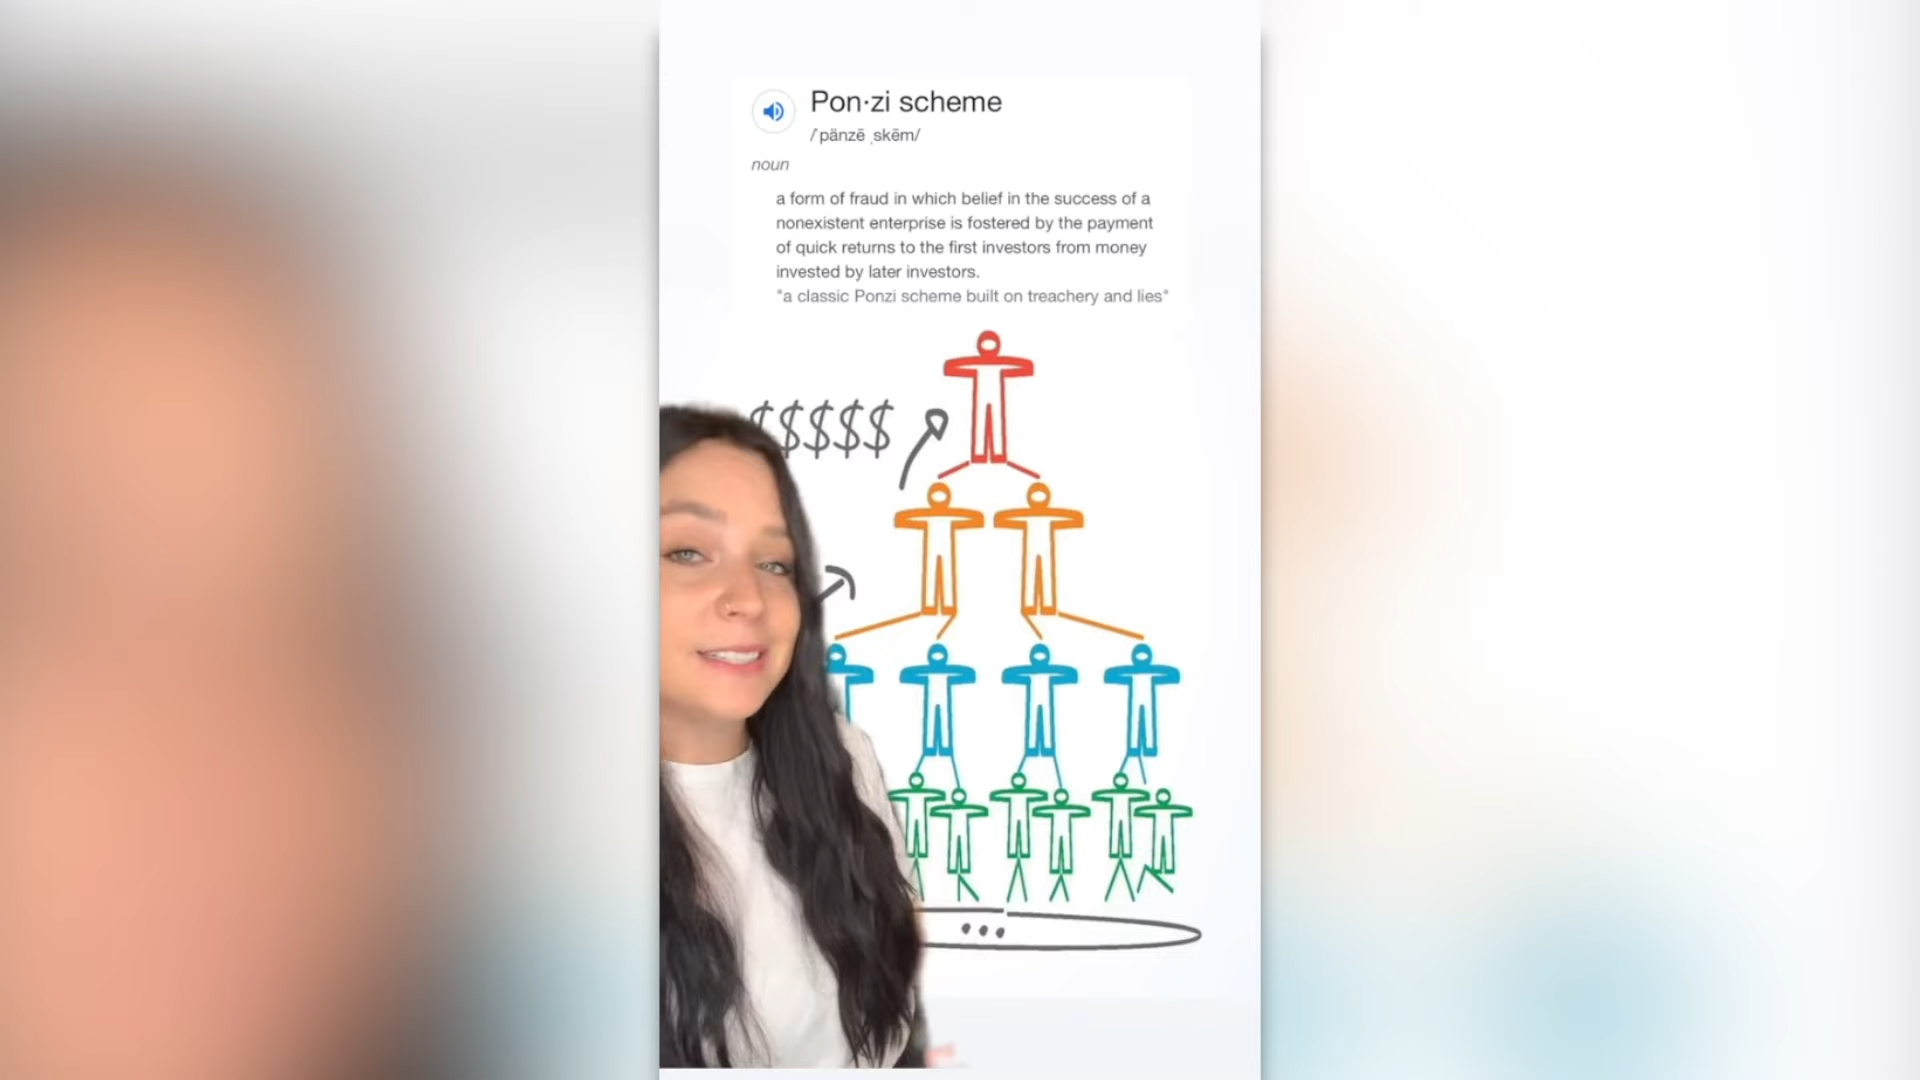 Pon·zi scheme
/ˈpänzē ˌskēm/
noun
a form of fraud in which belief in the success of a
nonexistent enterprise is fostered by the payment
of quick returns to the first investors from money
invested by later investors.
"a classic Ponzi scheme built on treachery and lies"
$$$$$